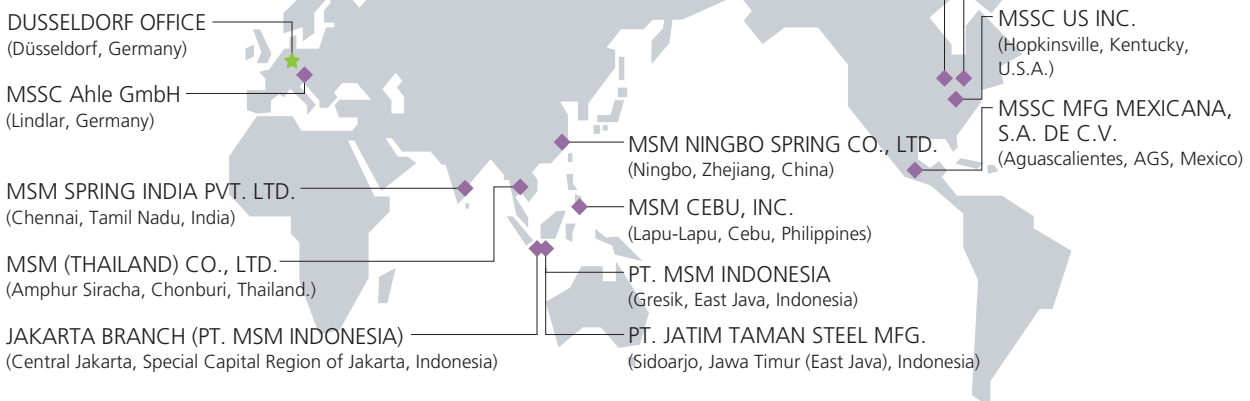 DUSSELDORF OFFICE
(Düsseldorf, Germany)
MSSC Ahle GmbH
(Lindlar, Germany)
MSM SPRING INDIA PVT. LTD.
(Chennai, Tamil Nadu, India)
MSM (THAILAND) CO., LTD.
(Amphur Siracha, Chonburi, Thailand.)
JAKARTA BRANCH (PT. MSM INDONESIA)
(Central Jakarta, Special Capital Region of Jakarta, Indonesia)
MSM NINGBO SPRING CO., LTD.
(Ningbo, Zhejiang, China)
MSM CEBU, INC.
(Lapu-Lapu, Cebu, Philippines)
PT. MSM INDONESIA
(Gresik, East Java, Indonesia)
PT. JATIM TAMAN STEEL MFG.
(Sidoarjo, Jawa Timur (East Java), Indonesia)
MSSC US INC.
(Hopkinsville, Kentucky,
U.S.A.)
MSSC MFG MEXICANA,
S.A. DE C.V.
(Aguascalientes, AGS, Mexico)